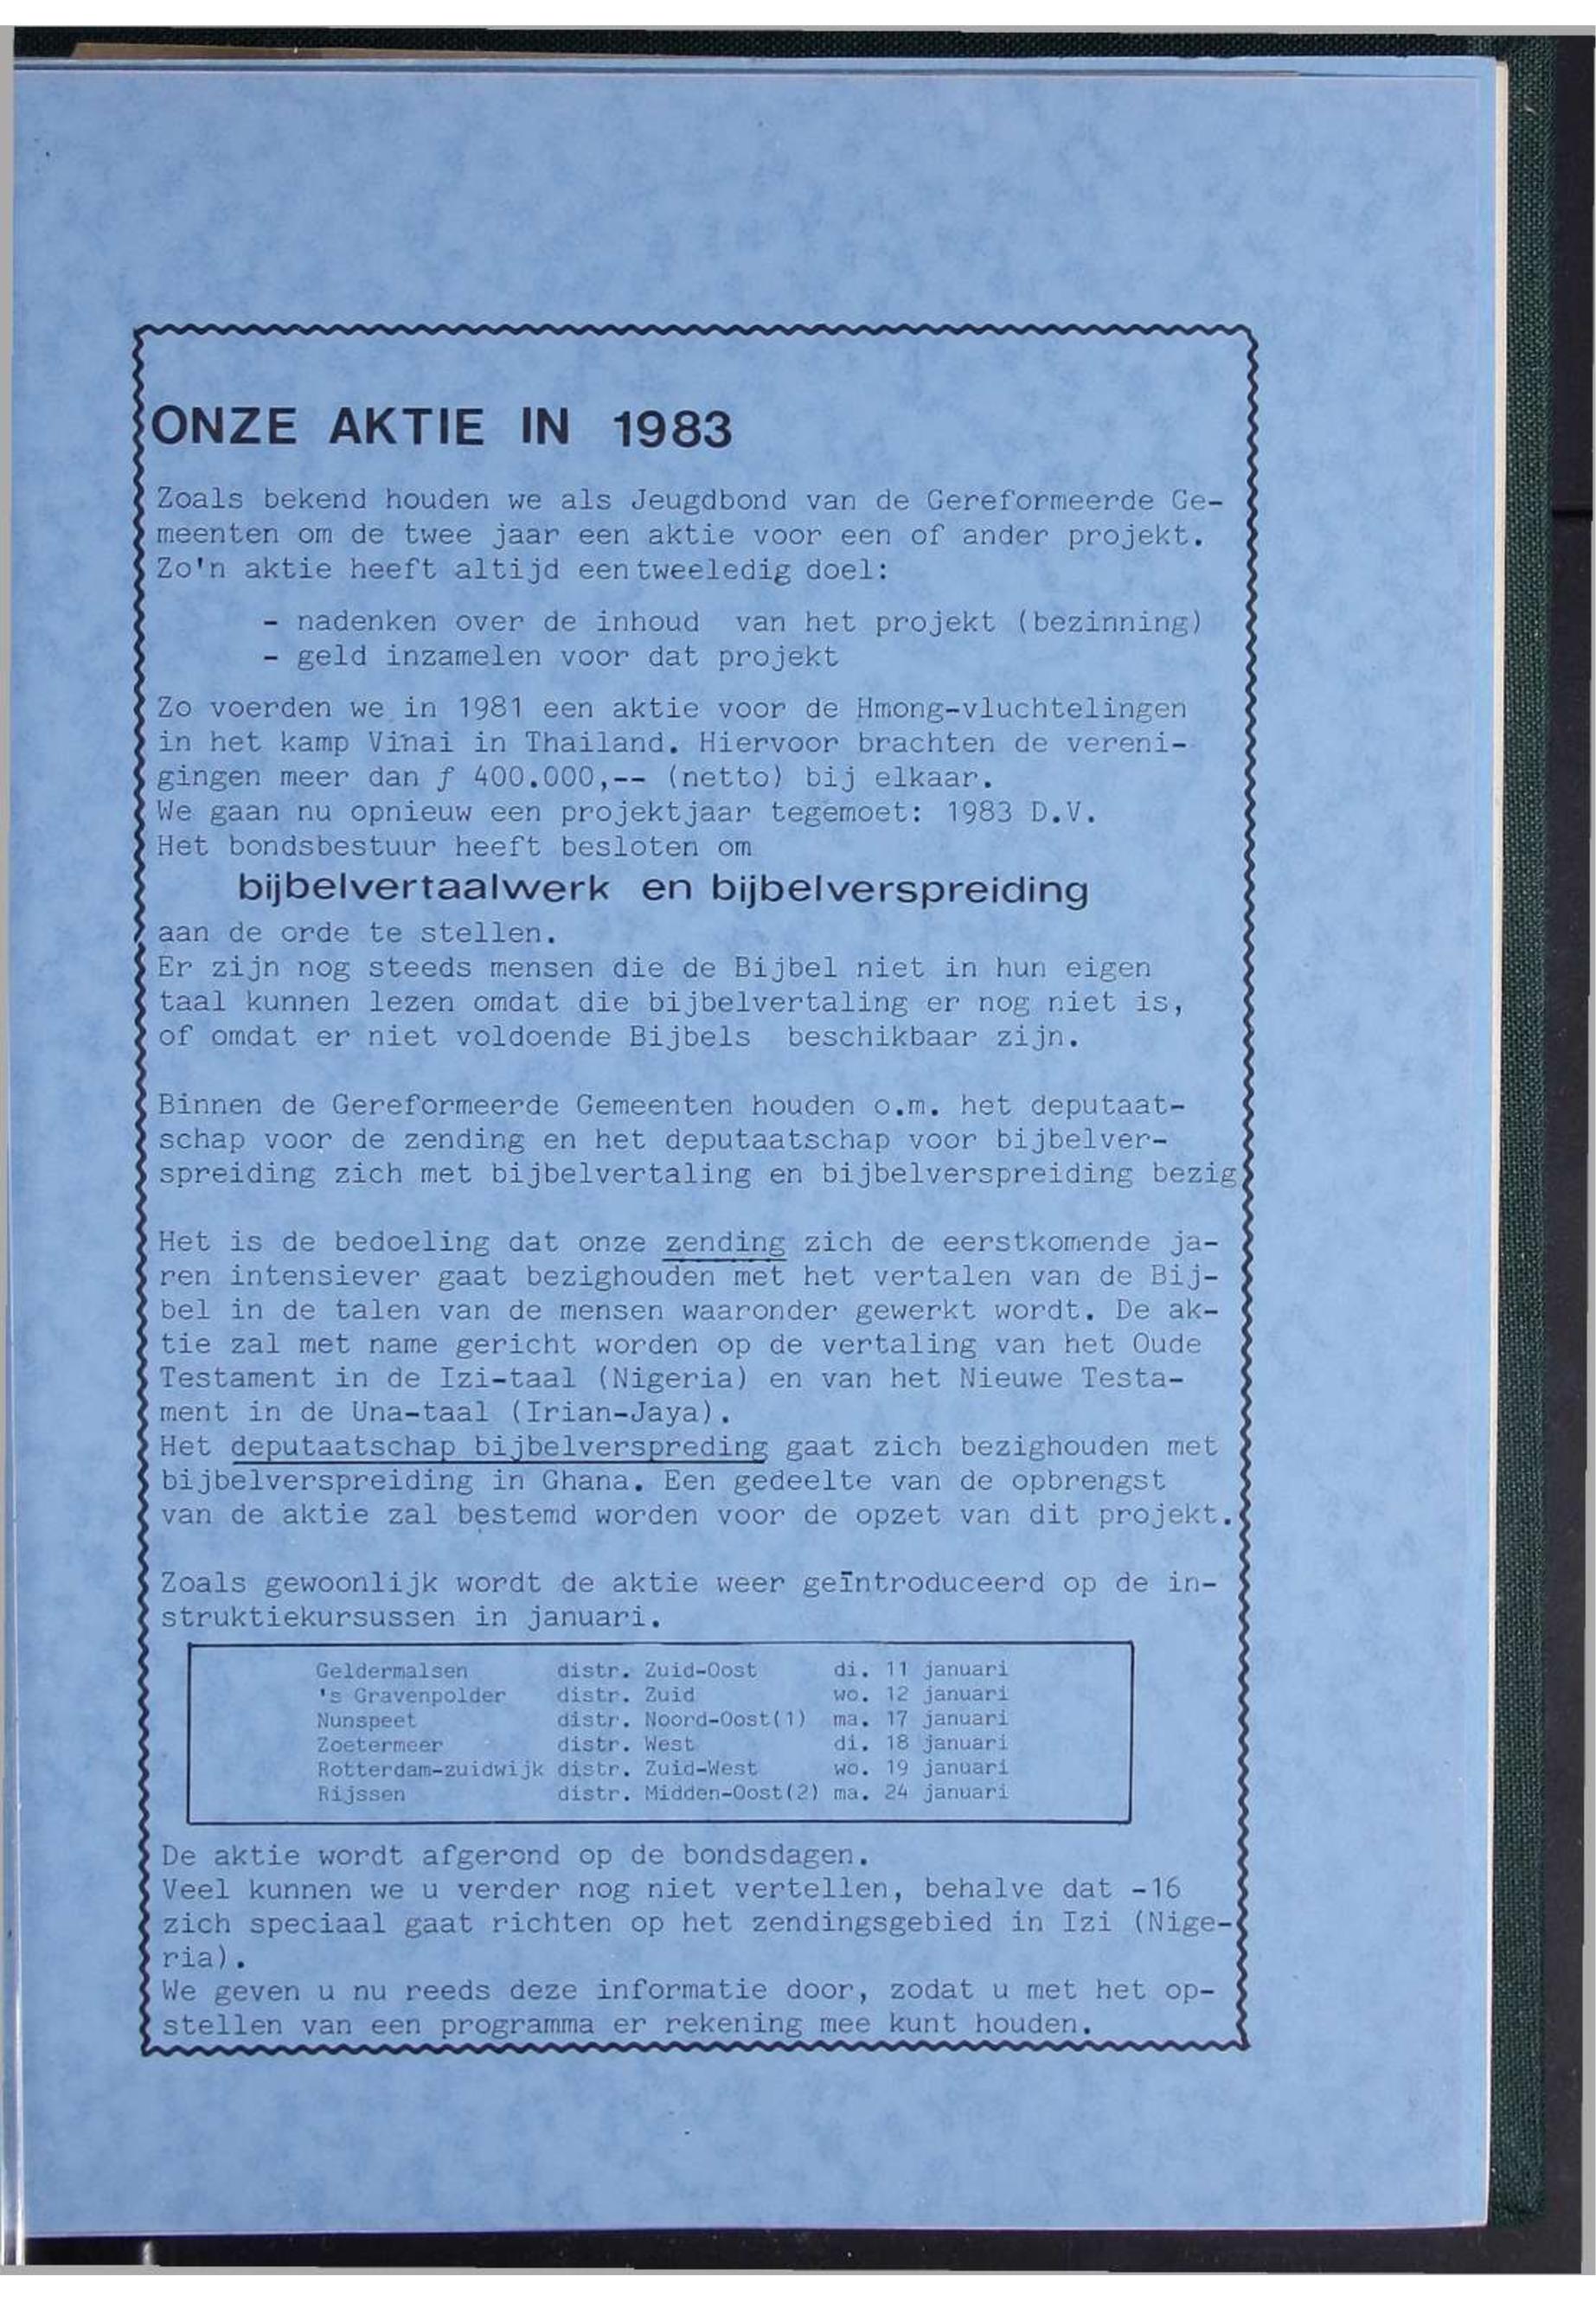 ONZE AKTIE IN 1983
Zoals bekend houden we als Jeugdbond van de Gereformeerde Ge-
meenten om de twee jaar een aktie voor een of ander projekt.
Zo'n aktie heeft altijd een tweeledig doel:
- nadenken over de inhoud van het projekt (bezinning)
- geld inzamelen voor dat projekt
Zo voerden we in 1981 een aktie voor de Hmong-vluchtelingen
in het kamp Vinai in Thailand. Hiervoor brachten de vereni-
gingen meer dan ƒ 400.000,-- (netto) bij elkaar.
We gaan nu opnieuw een projektjaar tegemoet: 1983 D.V.
Het bondsbestuur heeft besloten om
bijbelvertaalwerk en bijbelverspreiding
aan de orde te stellen.
Er zijn nog steeds mensen die de Bijbel niet in hun eigen
taal kunnen lezen omdat die bijbelvertaling er nog niet is,
of omdat er niet voldoende Bijbels beschikbaar zijn.
Binnen de Gereformeerde Gemeenten houden o.m. het deputaat-
schap voor de zending en het deputaatschap voor bijbelver-
spreiding zich met bijbelvertaling en bijbelverspreiding bezig
Het is de bedoeling dat onze zending zich de eerstkomende ja-
ren intensiever gaat bezighouden met het vertalen van de Bij-
bel in de talen van de mensen waaronder gewerkt wordt. De ak-
tie zal met name gericht worden op de vertaling van het Oude
Testament in de Izi-taal (Nigeria) en van het Nieuwe Testa-
ment in de Una-taal (Irian-Jaya).
Het deputaatschap bijbelverspreding gaat zich bezighouden met
bijbelverspreiding in Ghana. Een gedeelte van de opbrengst
van de aktie zal bestemd worden voor de opzet van dit projekt.
Zoals gewoonlijk wordt de aktie weer geïntroduceerd op de in-
struktiekursussen in januari.
Geldermalsen distr. Zuid-Oost di. 11 januari
's Gravenpolder distr. Zuid wo. 12 januari
Nunspeet distr. Noord-Oost(1) ma. 17 januari
Zoetermeer distr. West di. 18 januari
Rotterdam-zuidwijk distr. Zuid-West wo. 19 januari
Rijssen distr. Midden-Oost(2) ma. 24 januari
De aktie wordt afgerond op de bondsdagen.
Veel kunnen we u verder nog niet vertellen, behalve dat -16
zich speciaal gaat richten op het zendingsgebied in Izi (Nige-
ria).
We geven u nu reeds deze informatie door, zodat u met het op-
stellen van een programma er rekening mee kunt houden.